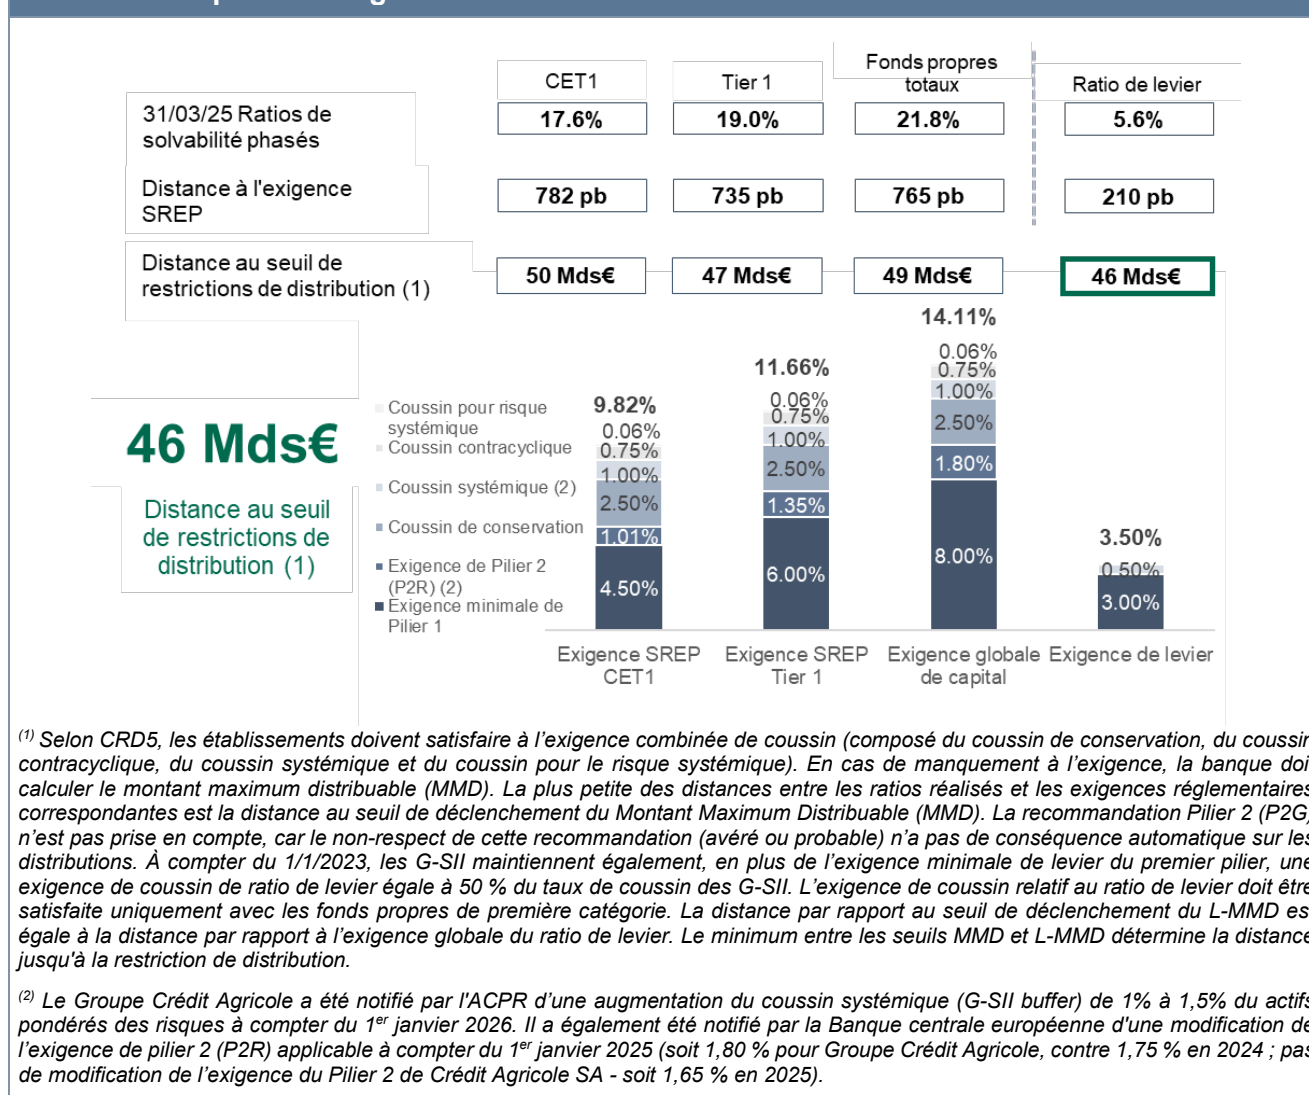 CET1
Tier 1
Fonds propres
totaux
Ratio de levier
31/03/25 Ratios de
solvabilité phasés
17.6%
19.0%
21.8%
5.6%
Distance à l'exigence
SREP
782 pb
735 pb
765 pb
210 pb
Distance au seuil de
restrictions de distribution (1)
50 Mds€
47 Mds€
49 Mds€
46 Mds€
46 Mds€
Distance au seuil
de restrictions de
distribution (1)
Coussin pour risque
systémique
Coussin contracyclique
Coussin systémique (2)
Coussin de conservation
Exigence de Pilier 2
(P2R) (2)
Exigence minimale de
Pilier 1
9.82%
0.06%
0.75%
1.00%
2.50%
1.01%
4.50%
Exigence SREP
CET1
11.66%
0.06%
0.75%
1.00%
2.50%
1.35%
6.00%
Exigence SREP
Tier 1
14.11%
0.06%
0.75%
1.00%
2.50%
1.80%
8.00%
Exigence globale
de capital
3.50%
0.50%
3.00%
Exigence de levier
(1) Selon CRD5, les établissements doivent satisfaire à l’exigence combinée de coussin (composé du coussin de conservation, du coussin
contracyclique, du coussin systémique et du coussin pour le risque systémique). En cas de manquement à l’exigence, la banque doi
calculer le montant maximum distribuable (MMD). La plus petite des distances entre les ratios réalisés et les exigences réglementaires
correspondantes est la distance au seuil de déclenchement du Montant Maximum Distribuable (MMD). La recommandation Pilier 2 (P2G)
n’est pas prise en compte, car le non-respect de cette recommandation (avéré ou probable) n’a pas de conséquence automatique sur les
distributions. À compter du 1/1/2023, les G-SII maintiennent également, en plus de l’exigence minimale de levier du premier pilier, une
exigence de coussin de ratio de levier égale à 50 % du taux de coussin des G-SII. L’exigence de coussin relatif au ratio de levier doit être
satisfaite uniquement avec les fonds propres de première catégorie. La distance par rapport au seuil de déclenchement du L-MMD es
égale à la distance par rapport à l’exigence globale du ratio de levier. Le minimum entre les seuils MMD et L-MMD détermine la distance
jusqu'à la restriction de distribution.
(2) Le Groupe Crédit Agricole a été notifié par l'ACPR d’une augmentation du coussin systémique (G-SII buffer) de 1% à 1,5% du actifs
pondérés des risques à compter du 1er janvier 2026. Il a également été notifié par la Banque centrale européenne d'une modification de
l’exigence de pilier 2 (P2R) applicable à compter du 1er janvier 2025 (soit 1,80 % pour Groupe Crédit Agricole, contre 1,75 % en 2024 ; pas
de modification de l’exigence du Pilier 2 de Crédit Agricole SA - soit 1,65 % en 2025).